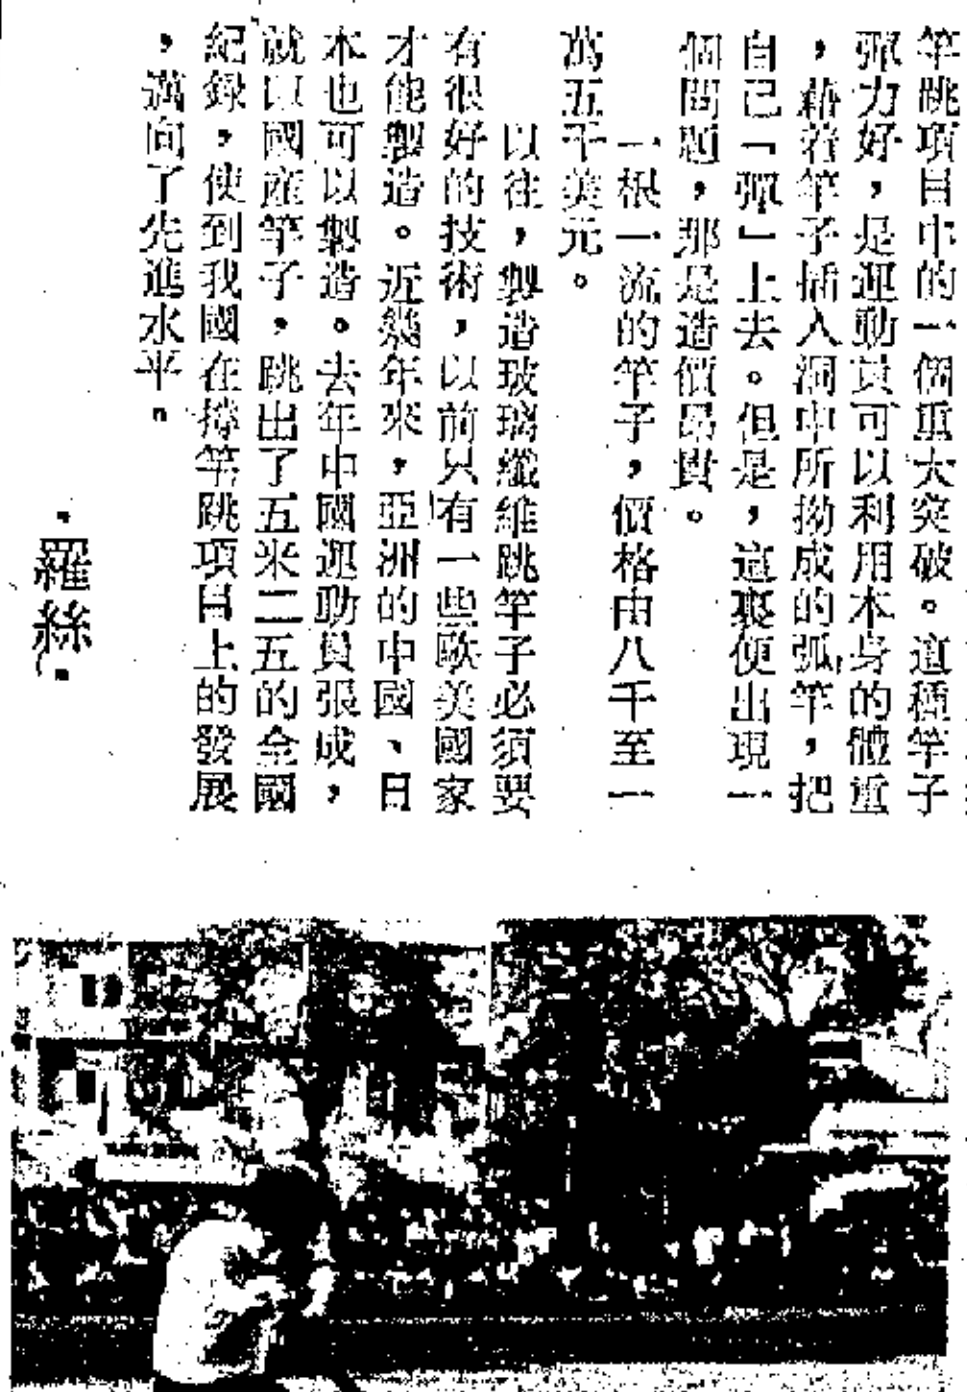 竿跳項目中的一個重大突破。這種竿子
彈力好，是運動員可以利用本身的體重
，藉着竿子插入洞中所拗成的弧竿，把
自己「彈」上去。但是，這裏便出現一
個問題，那是造價昂貴。
一根一流的竿子，價格由八千至一
萬五千美元。
以往，製造玻璃纖維跳竿子必須要
有很好的技術，以前只有一些歐美國家
才能製造。近幾年來，亞洲的中國、日
本也可以製造。去年中國運動員張成，
就以國產竿子，跳出了五米二五的全國
紀録，使到我國在撐竿跳項目上的發展
，邁向了先進水平。
·羅絲·